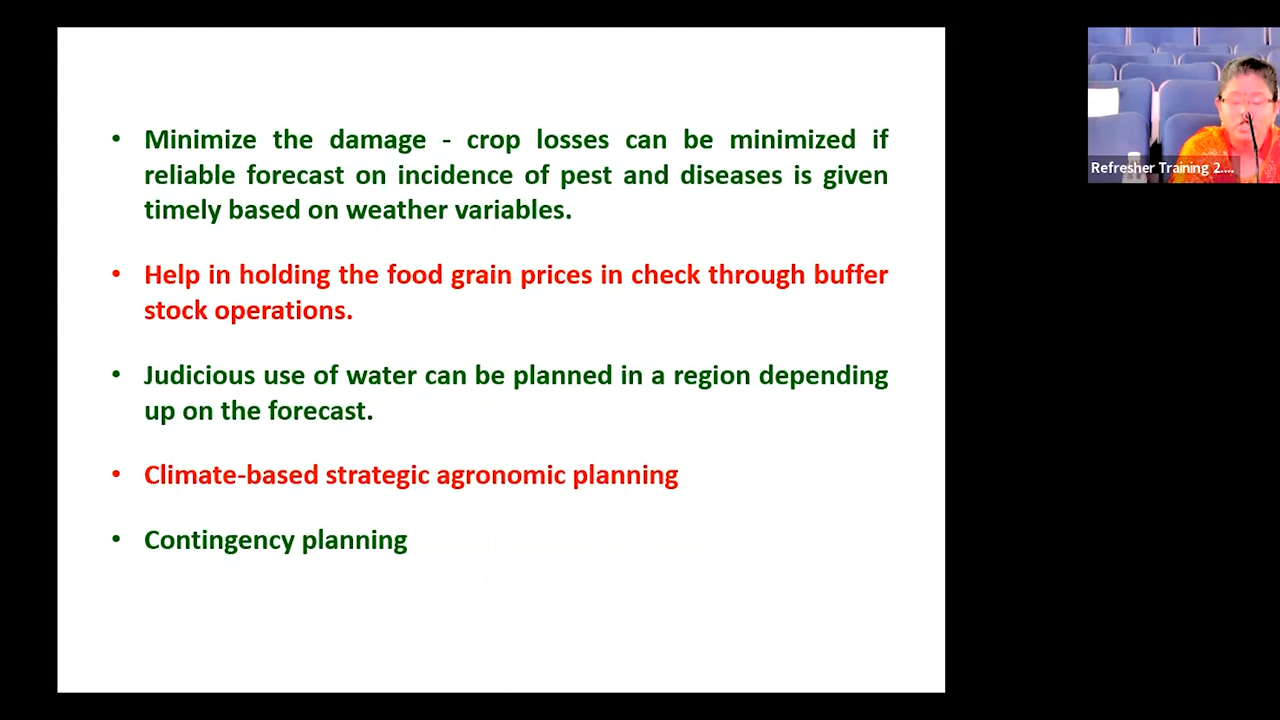 • Minimize the damage - crop losses can be minimized if
reliable forecast on incidence of pest and diseases is given
timely based on weather variables.
• Help in holding the food grain prices in check through buffer
stock operations.
• Judicious use of water can be planned in a region depending
up on the forecast.
• Climate-based strategic agronomic planning
• Contingency planning
Refresher Training 2....